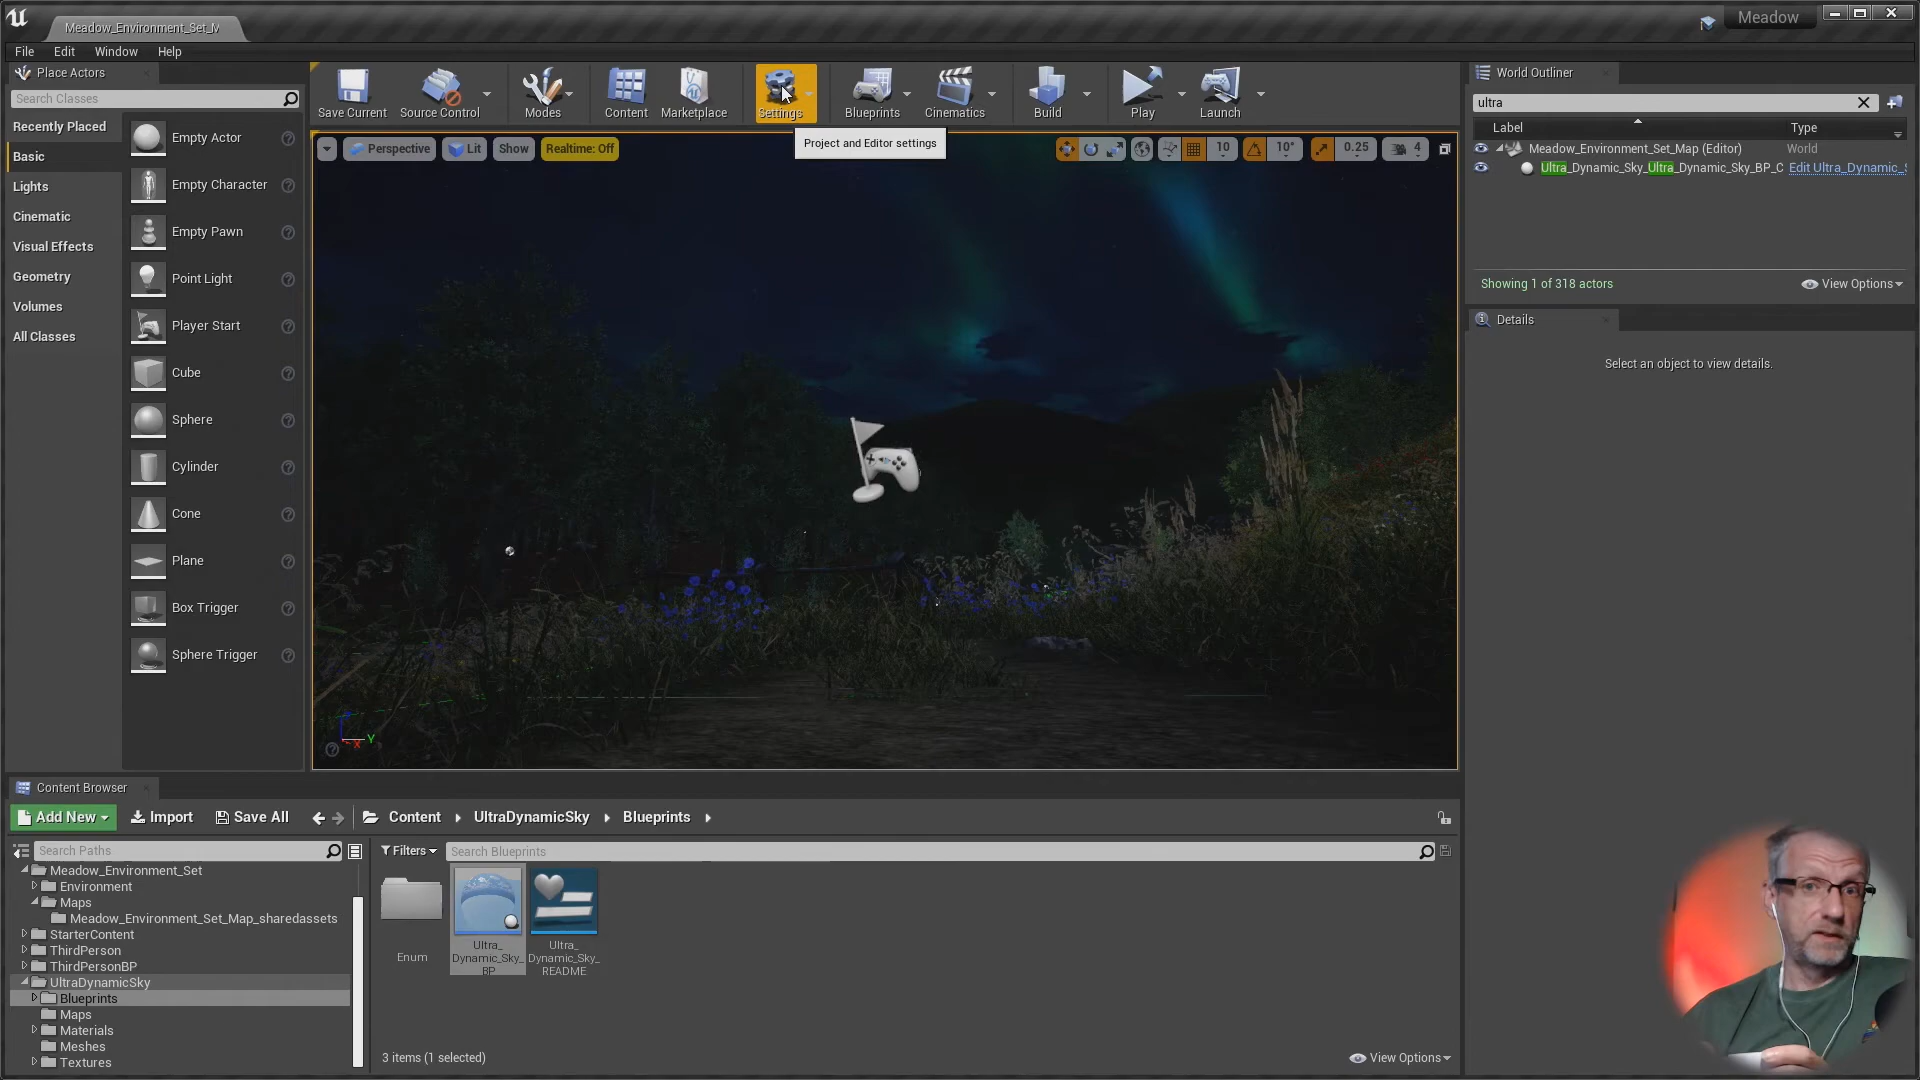 Meadow_Environment_Set_M
Meadow
File Edit Window Help
Place Actors
Search Classes
Recently Placed
Basic
Lights
Cinematic
Visual Effects
Geometry
Volumes
All Classes
Empty Actor
Empty Character
Empty Pawn
Point Light
Player Start
Cube
Sphere
Cylinder
Cone
Plane
Box Trigger
Sphere Trigger
Save Current Source Control Modes Content Marketplace Settings Blueprints Cinematics Build Play Launch
Project and Editor settings
Perspective Lit Show Realtime: Off 10 10° 0.25 4
X Y
World Outliner
ultra
Label Type
Meadow_Environment_Set_Map (Editor) World
Ultra_Dynamic_Sky_Ultra_Dynamic_Sky_BP_C Edit Ultra_Dynamic_S
Showing 1 of 318 actors View Options
Details
Select an object to view details.
Content Browser
Add New Import Save All Content UltraDynamicSky Blueprints
Search Paths
Meadow_Environment_Set
Environment
Maps
Meadow_Environment_Set_Map_sharedassets
StarterContent
ThirdPerson
ThirdPersonBP
UltraDynamicSky
Blueprints
Maps
Materials
Meshes
Textures
Filters Search Blueprints
Enum
Ultra_
Dynamic_Sky_
BP
Ultra_
Dynamic_Sky_
README
3 items (1 selected) View Options